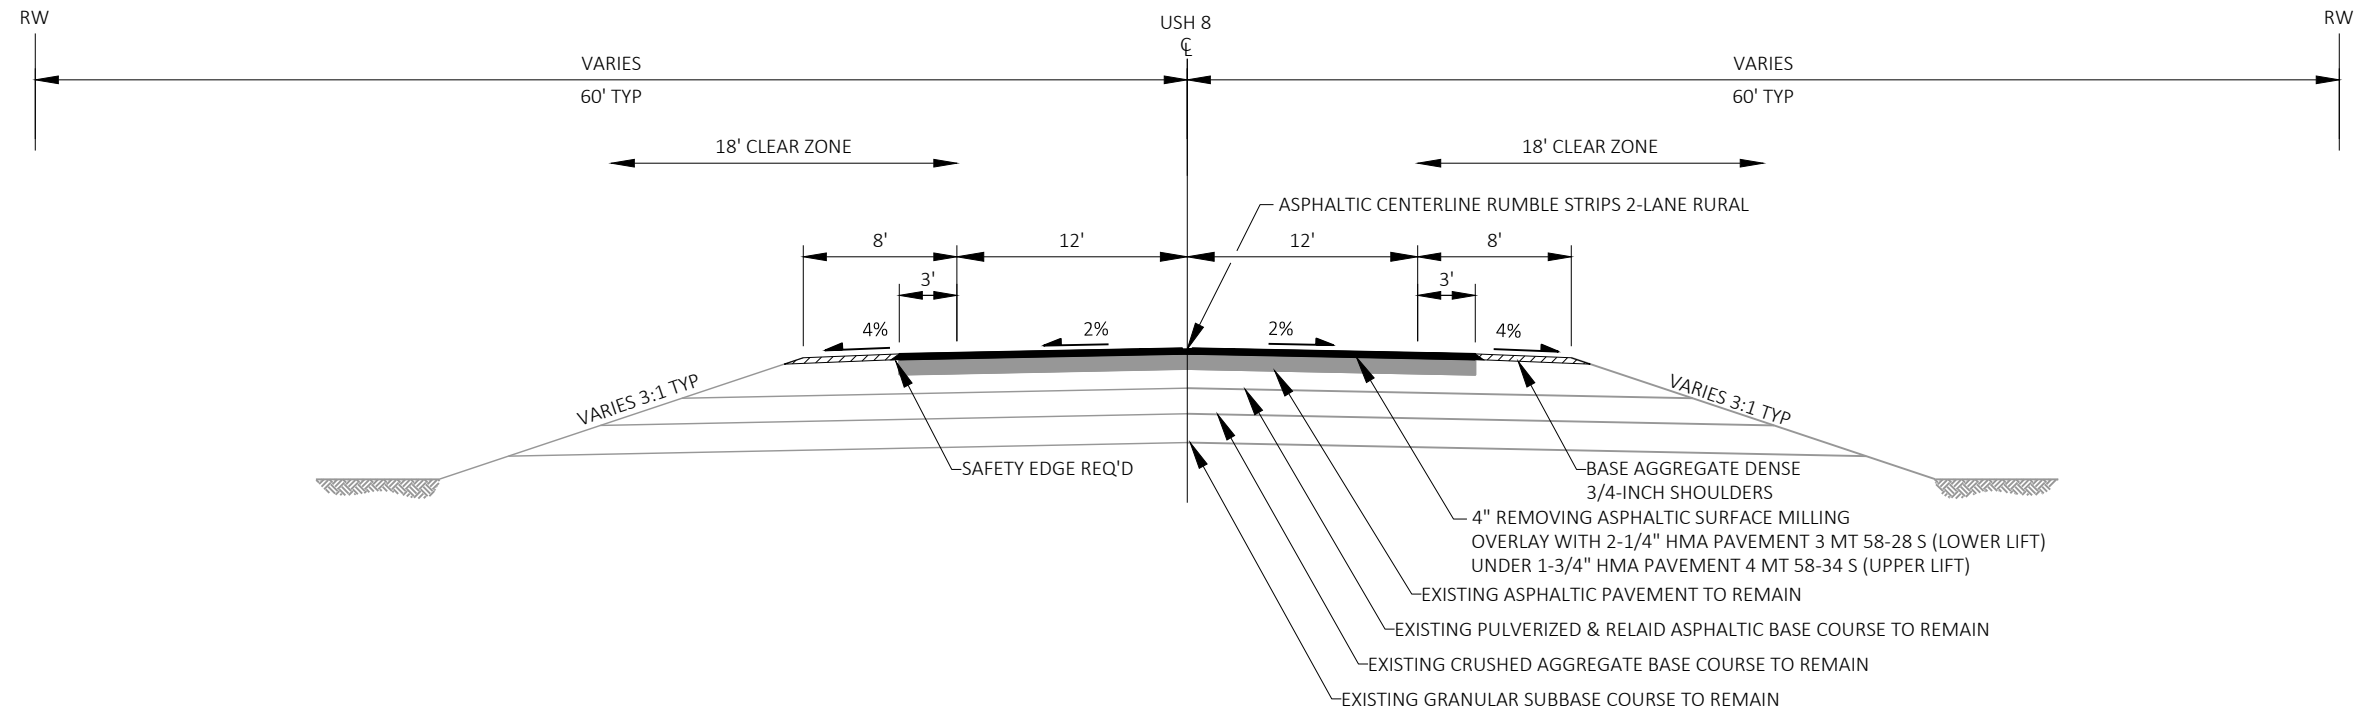 RW
USH 8
RW
℄
VARIES
VARIES
60' TYP
60' TYP
18' CLEAR ZONE
18' CLEAR ZONE
ASPHALTIC CENTERLINE RUMBLE STRIPS 2-LANE RURAL
8'
12'
12'
8'
3'
3'
4%
2%
2%
4%
VARIES 3:1 TYP
VARIES 3:1 TYP
SAFETY EDGE REQ'D
BASE AGGREGATE DENSE
3/4-INCH SHOULDERS
4" REMOVING ASPHALTIC SURFACE MILLING
OVERLAY WITH 2-1/4" HMA PAVEMENT 3 MT 58-28 S (LOWER LIFT)
UNDER 1-3/4" HMA PAVEMENT 4 MT 58-34 S (UPPER LIFT)
EXISTING ASPHALTIC PAVEMENT TO REMAIN
EXISTING PULVERIZED & RELAID ASPHALTIC BASE COURSE TO REMAIN
EXISTING CRUSHED AGGREGATE BASE COURSE TO REMAIN
EXISTING GRANULAR SUBBASE COURSE TO REMAIN